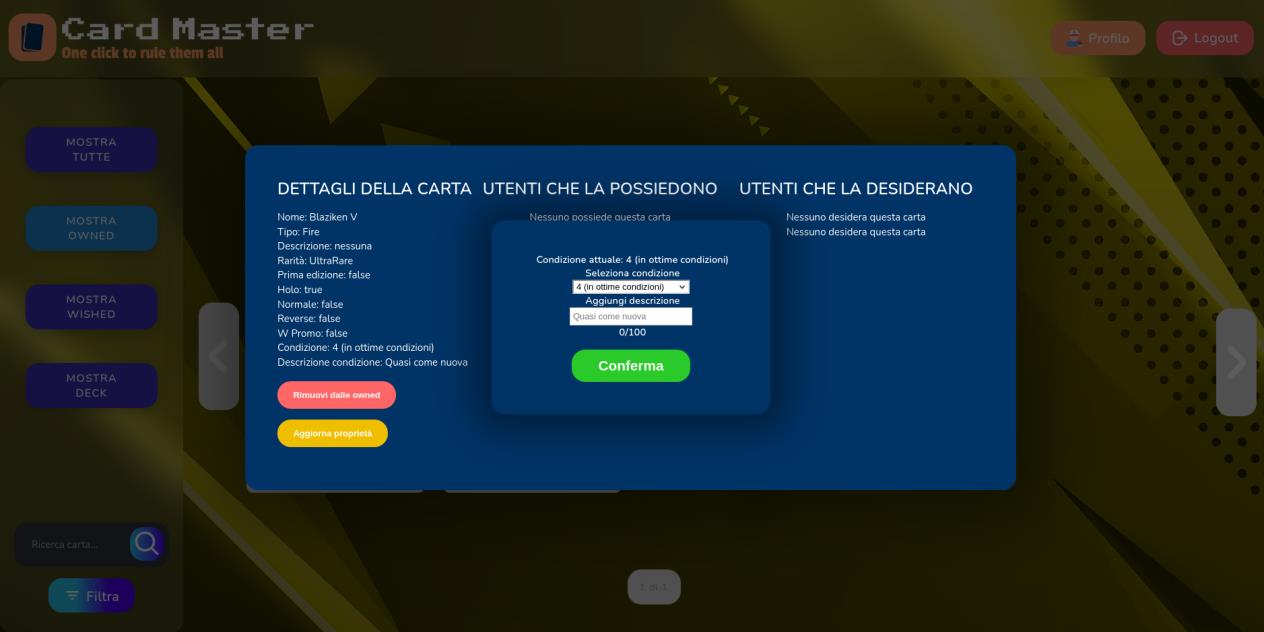 Card Master
One click to rule them all
Profilo
Logout
MOSTRA
TUTTE
MOSTRA
OWNED
MOSTRA
WISHED
MOSTRA
DECK
Ricerca carta...
Filtra
DETTAGLI DELLA CARTA
Nome: Blaziken V
Tipo: Fire
Descrizione: nessuna
Rarità: UltraRare
Prima edizione: false
Holo: true
Normale: false
Reverse: false
W Promo: false
Condizione: 4 (in ottime condizioni)
Descrizione condizione: Quasi come nuova
Rimuovi dalle owned
Aggiorna proprietà
UTENTI CHE LA POSSIEDONO
Nessuno possiede questa carta
UTENTI CHE LA DESIDERANO
Nessuno desidera questa carta
Nessuno desidera questa carta
Condizione attuale: 4 (in ottime condizioni)
Seleziona condizione
4 (in ottime condizioni)
Aggiungi descrizione
Quasi come nuova
0/100
Conferma
1 di 1